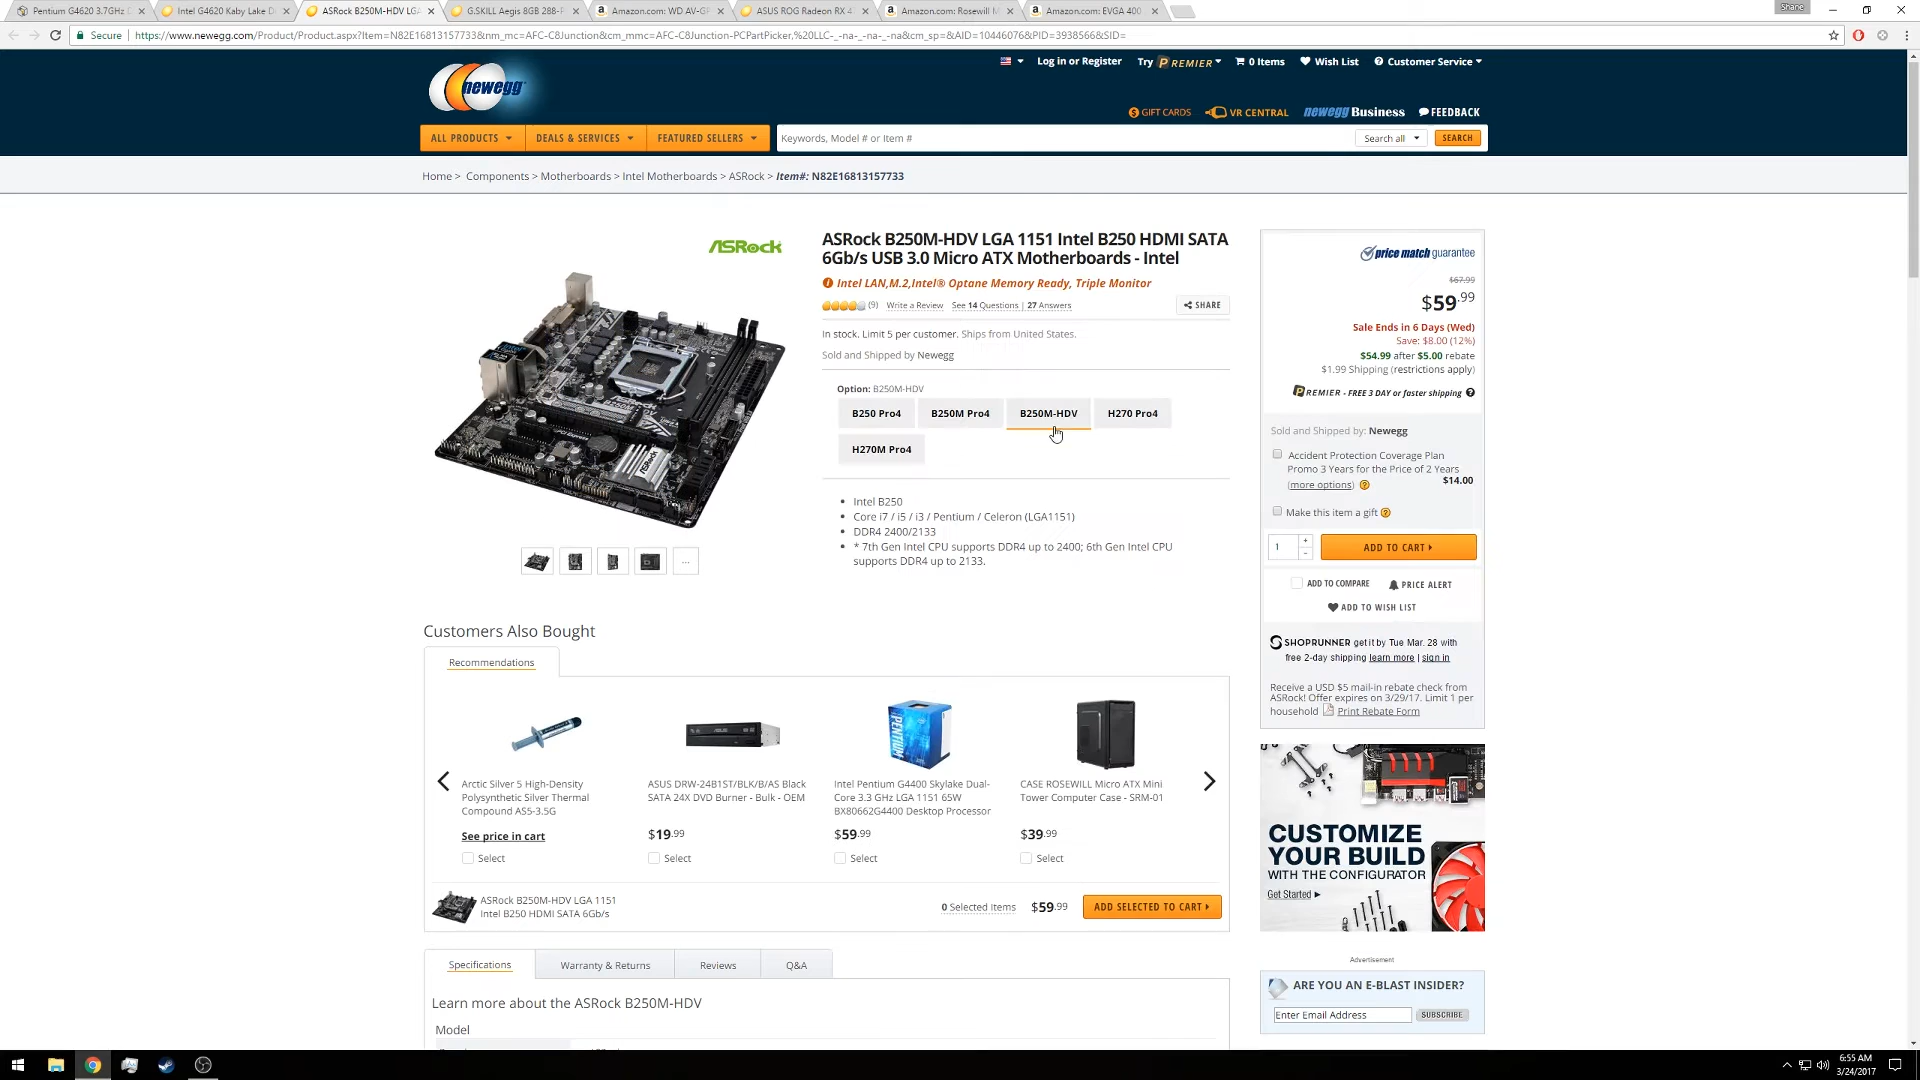 Pentium G4620 3.7GHz
Intel G4620 Kaby Lake D
ASRock B250M-HDV LGA
G.SKILL Aegis 8GB 288-P
Amazon.com: WD AV-GP
ASUS ROG Radeon RX 4
Amazon.com: Rosewill M
Amazon.com: EVGA 400
Shane
Secure
https://www.newegg.com/Product/Product.aspx?Item=N82E16813157733&nm_mc=AFC-C8Junction&cm_mmc=AFC-C8Junction-PCPartPicker,%20LLC-_-na-_-na-_-na&cm_sp=&AID=10446076&PID=3938566&SID=
newegg
Log in or Register
Try PREMIER
0 Items
Wish List
Customer Service
GIFT CARDS
VR CENTRAL
newegg Business
FEEDBACK
ALL PRODUCTS
DEALS & SERVICES
FEATURED SELLERS
Keywords, Model # or Item #
Search all
SEARCH
Home > Components > Motherboards > Intel Motherboards > ASRock > Item#: N82E16813157733
ASRock
ASRock B250M-HDV LGA 1151 Intel B250 HDMI SATA
6Gb/s USB 3.0 Micro ATX Motherboards - Intel
Intel LAN,M.2,Intel® Optane Memory Ready, Triple Monitor
(9) Write a Review See 14 Questions | 27 Answers
SHARE
In stock. Limit 5 per customer. Ships from United States.
Sold and Shipped by Newegg
Option: B250M-HDV
B250 Pro4
B250M Pro4
B250M-HDV
H270 Pro4
H270M Pro4
• Intel B250
• Core i7 / i5 / i3 / Pentium / Celeron (LGA1151)
• DDR4 2400/2133
• * 7th Gen Intel CPU supports DDR4 up to 2400; 6th Gen Intel CPU
supports DDR4 up to 2133.
price match guarantee
$67.99
$59.99
Sale Ends in 6 Days (Wed)
Save: $8.00 (12%)
$54.99 after $5.00 rebate
$1.99 Shipping (restrictions apply)
PREMIER - FREE 3 DAY or faster shipping
Sold and Shipped by: Newegg
Accident Protection Coverage Plan
Promo 3 Years for the Price of 2 Years
(more options)
$14.00
Make this item a gift
1
ADD TO CART
ADD TO COMPARE
PRICE ALERT
ADD TO WISH LIST
SHOPRUNNER get it by Tue Mar. 28 with
free 2-day shipping learn more | sign in
Receive a USD $5 mail-in rebate check from
ASRock! Offer expires on 3/29/17. Limit 1 per
household Print Rebate Form
Customers Also Bought
Recommendations
PENTIUM
Arctic Silver 5 High-Density
Polysynthetic Silver Thermal
Compound AS5-3.5G
See price in cart
Select
ASUS DRW-24B1ST/BLK/B/AS Black
SATA 24X DVD Burner - Bulk - OEM
$19.99
Select
Intel Pentium G4400 Skylake Dual-
Core 3.3 GHz LGA 1151 65W
BX80662G4400 Desktop Processor
$59.99
Select
CASE ROSEWILL Micro ATX Mini
Tower Computer Case - SRM-01
$39.99
Select
ASRock B250M-HDV LGA 1151
Intel B250 HDMI SATA 6Gb/s
0 Selected Items
$59.99
ADD SELECTED TO CART
CUSTOMIZE
YOUR BUILD
WITH THE CONFIGURATOR
Get Started
Advertisement
ARE YOU AN E-BLAST INSIDER?
Enter Email Address
SUBSCRIBE
Specifications
Warranty & Returns
Reviews
Q&A
Learn more about the ASRock B250M-HDV
Model
6:55 AM
3/24/2017